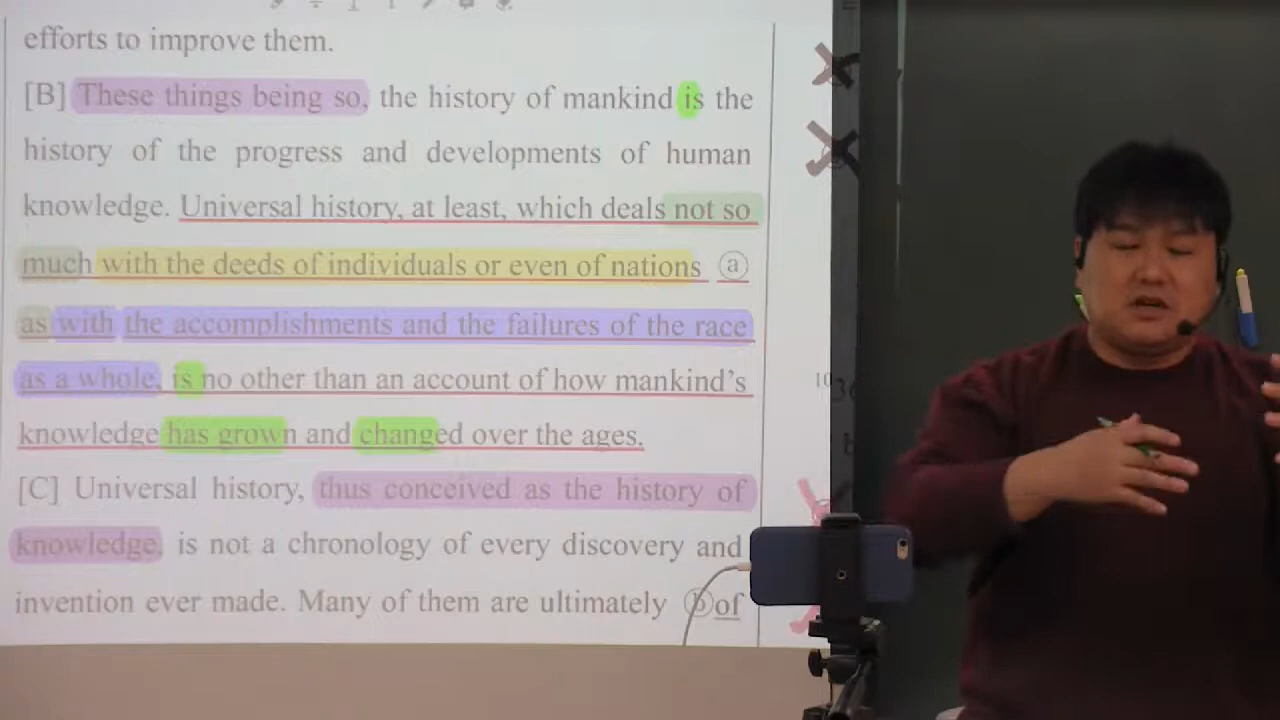 efforts to improve them.
[B] These things being so, the history of mankind is the
history of the progress and developments of human
knowledge. Universal history, at least, which deals not so
much with the deeds of individuals or even of nations ⓐ
as with the accomplishments and the failures of the race
as a whole, is no other than an account of how mankind’s
knowledge has grown and changed over the ages.
[C] Universal history, thus conceived as the history of
knowledge, is not a chronology of every discovery and
invention ever made. Many of them are ultimately ⓑof
10